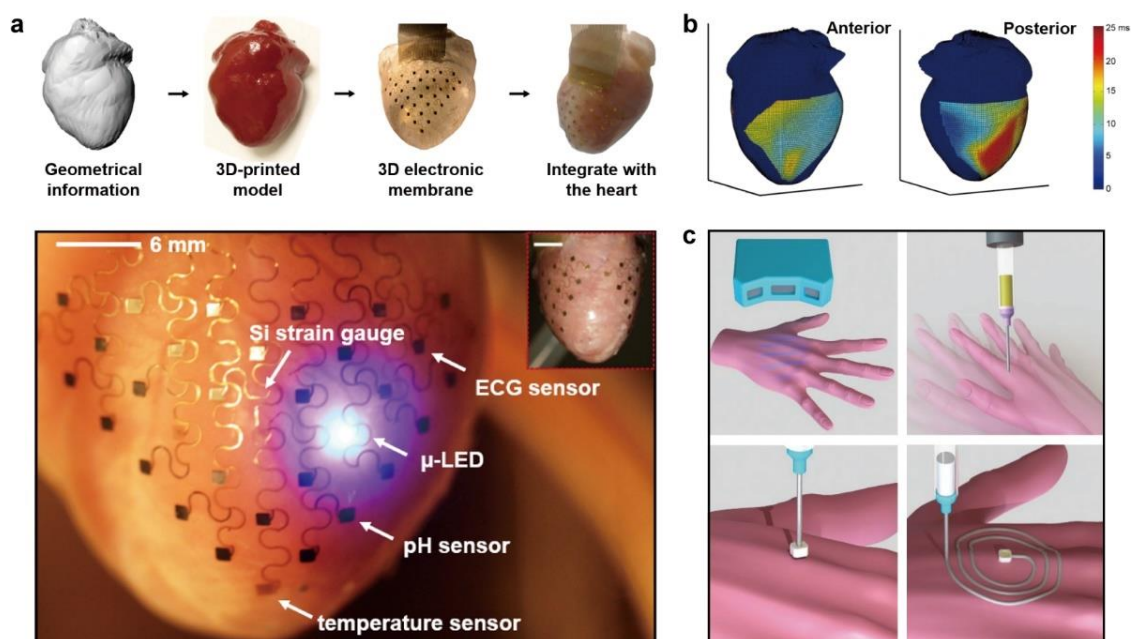 a
Geometrical
information
3D-printed
model
3D electronic
membrane
Integrate with
the heart
6 mm
Si strain gauge
ECG sensor
μ-LED
pH sensor
temperature sensor
b
Anterior
Posterior
25 ms
20
15
10
5
0
c